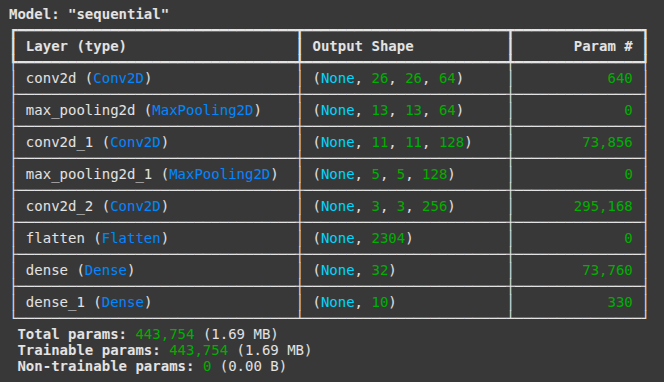 Model: "sequential"
Layer (type) Output Shape Param #
conv2d (Conv2D) (None, 26, 26, 64) 640
max_pooling2d (MaxPooling2D) (None, 13, 13, 64) 0
conv2d_1 (Conv2D) (None, 11, 11, 128) 73,856
max_pooling2d_1 (MaxPooling2D) (None, 5, 5, 128) 0
conv2d_2 (Conv2D) (None, 3, 3, 256) 295,168
flatten (Flatten) (None, 2304) 0
dense (Dense) (None, 32) 73,760
dense_1 (Dense) (None, 10) 330
Total params: 443,754 (1.69 MB)
Trainable params: 443,754 (1.69 MB)
Non-trainable params: 0 (0.00 B)